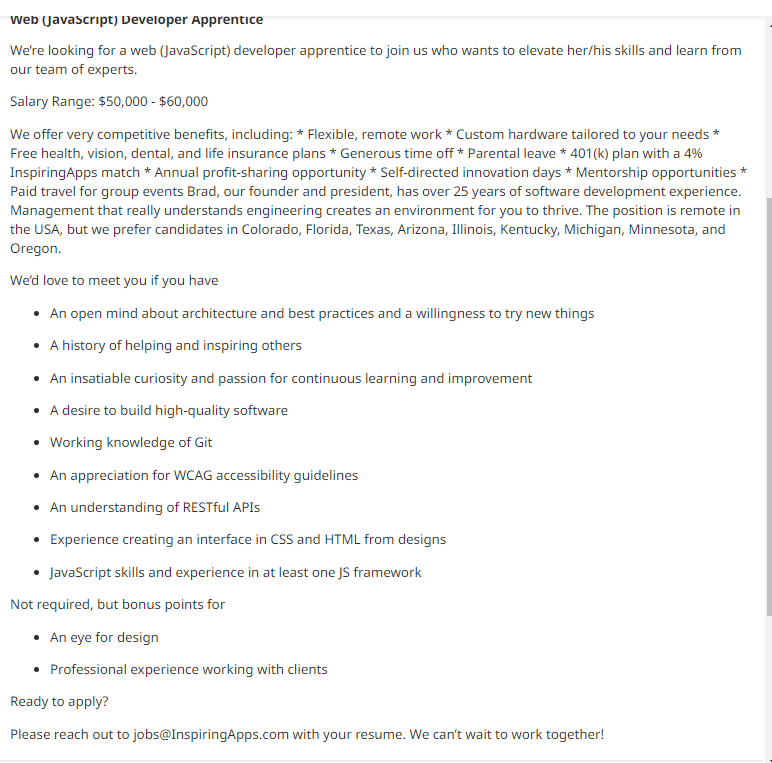 Web (JavaScript) Developer Apprentice
We’re looking for a web (JavaScript) developer apprentice to join us who wants to elevate her/his skills and learn from
our team of experts.
Salary Range: $50,000 - $60,000
We offer very competitive benefits, including: * Flexible, remote work * Custom hardware tailored to your needs *
Free health, vision, dental, and life insurance plans * Generous time off * Parental leave * 401(k) plan with a 4%
InspiringApps match * Annual profit-sharing opportunity * Self-directed innovation days * Mentorship opportunities *
Paid travel for group events Brad, our founder and president, has over 25 years of software development experience.
Management that really understands engineering creates an environment for you to thrive. The position is remote in
the USA, but we prefer candidates in Colorado, Florida, Texas, Arizona, Illinois, Kentucky, Michigan, Minnesota, and
Oregon.
We’d love to meet you if you have
• An open mind about architecture and best practices and a willingness to try new things
• A history of helping and inspiring others
• An insatiable curiosity and passion for continuous learning and improvement
• A desire to build high-quality software
• Working knowledge of Git
• An appreciation for WCAG accessibility guidelines
• An understanding of RESTful APIs
• Experience creating an interface in CSS and HTML from designs
• JavaScript skills and experience in at least one JS framework
Not required, but bonus points for
• An eye for design
• Professional experience working with clients
Ready to apply?
Please reach out to jobs@InspiringApps.com with your resume. We can’t wait to work together!